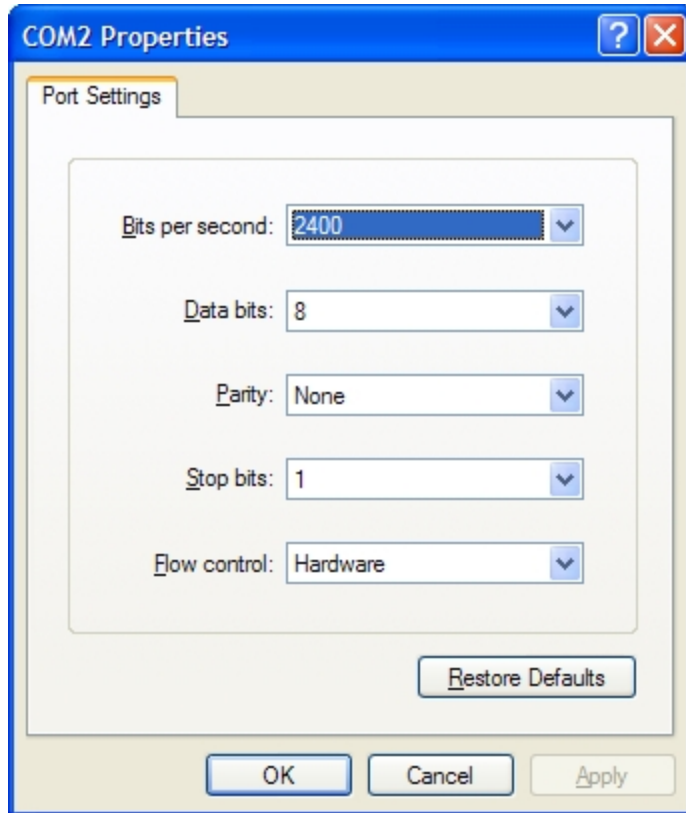 COM2 Properties
Port Settings
Bits per second: 2400
Data bits: 8
Parity: None
Stop bits: 1
Flow control: Hardware
Restore Defaults
OK Cancel Apply